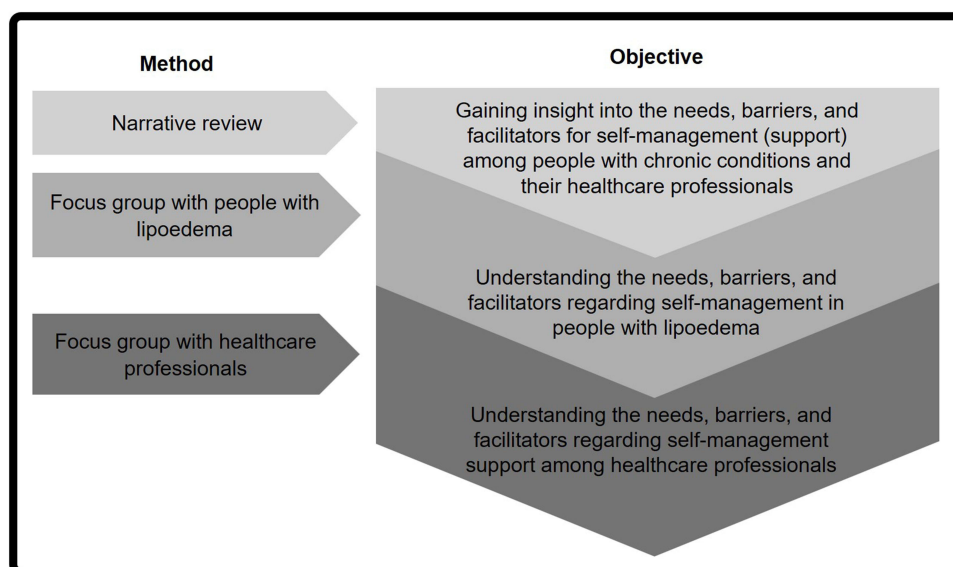 Method
Objective
Narrative review
Gaining insight into the needs, barriers, and
facilitators for self-management (support)
among people with chronic conditions and
their healthcare professionals
Focus group with people with
lipoedema
Understanding the needs, barriers, and
facilitators regarding self-management in
people with lipoedema
Focus group with healthcare
professionals
Understanding the needs, barriers, and
facilitators regarding self-management
support among healthcare professionals